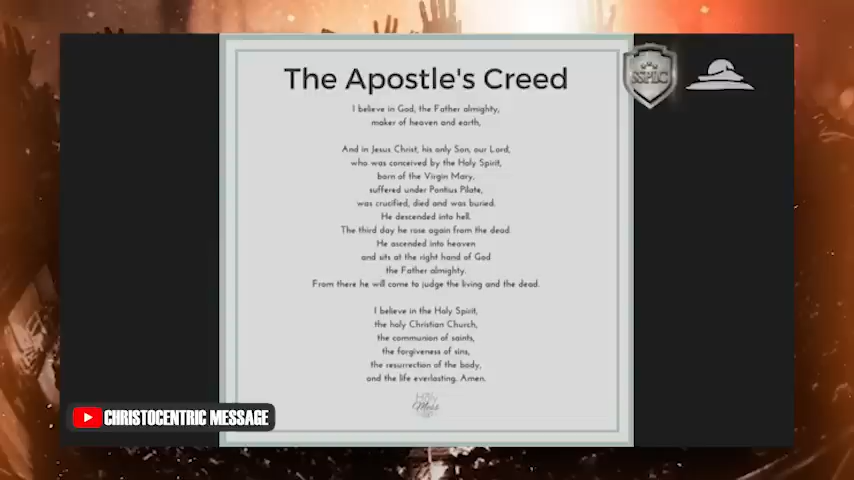 The Apostle's Creed
I believe in God, the Father almighty,
maker of heaven and earth,
And in Jesus Christ, his only Son, our Lord,
who was conceived by the Holy Spirit,
born of the Virgin Mary,
suffered under Pontius Pilate,
was crucified, died and was buried.
He descended into hell.
The third day he rose again from the dead.
He ascended into heaven
and sits at the right hand of God
the Father almighty.
From there he will come to judge the living and the dead.
I believe in the Holy Spirit,
the holy Christian Church,
the communion of saints,
the forgiveness of sins,
the resurrection of the body,
and the life everlasting. Amen.
Holy
Mess
SSPLC
CHRISTOCENTRIC MESSAGE